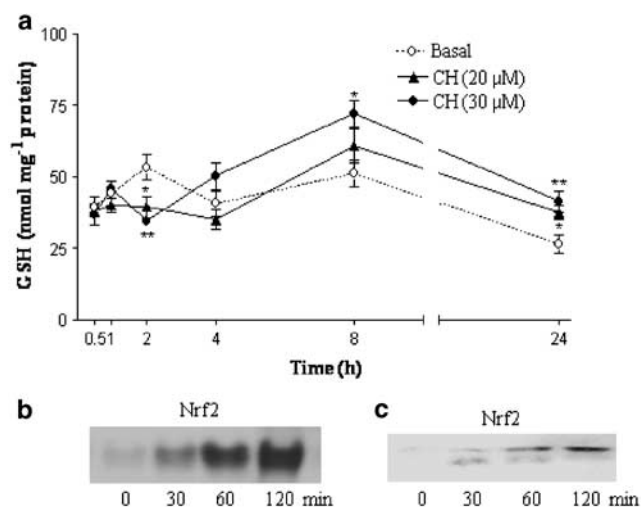 a
100
75
50
25
0
GSH (nmol mg⁻¹ protein)
Basal
CH (20 µM)
CH (30 µM)
*
**
*
**
*
0.51 2 4 8 24
Time (h)
b
Nrf2
0 30 60 120 min
c
Nrf2
0 30 60 120 min